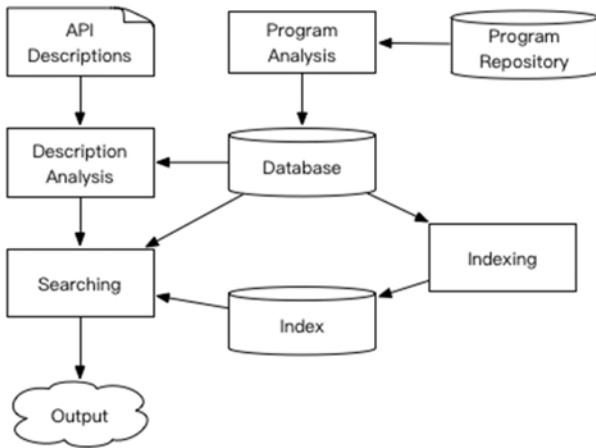 API
Descriptions
Program
Analysis
Program
Repository
Description
Analysis
Database
Searching
Indexing
Index
Output